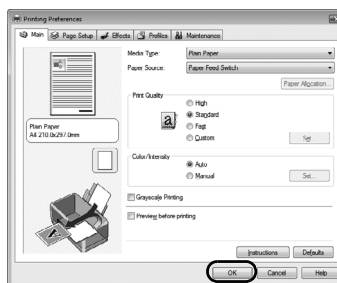 Printing Preferences
Main Page Setup Effects Profiles Maintenance
Media Type: Plain Paper
Paper Source: Paper Feed Switch
Paper Allocation...
Print Quality
High
Standard
Fast
Custom Set...
Plain Paper
A4 210.0x297.0mm
Color/Intensity
Auto
Manual Set...
Grayscale Printing
Preview before printing
Instructions Defaults
OK Cancel Help